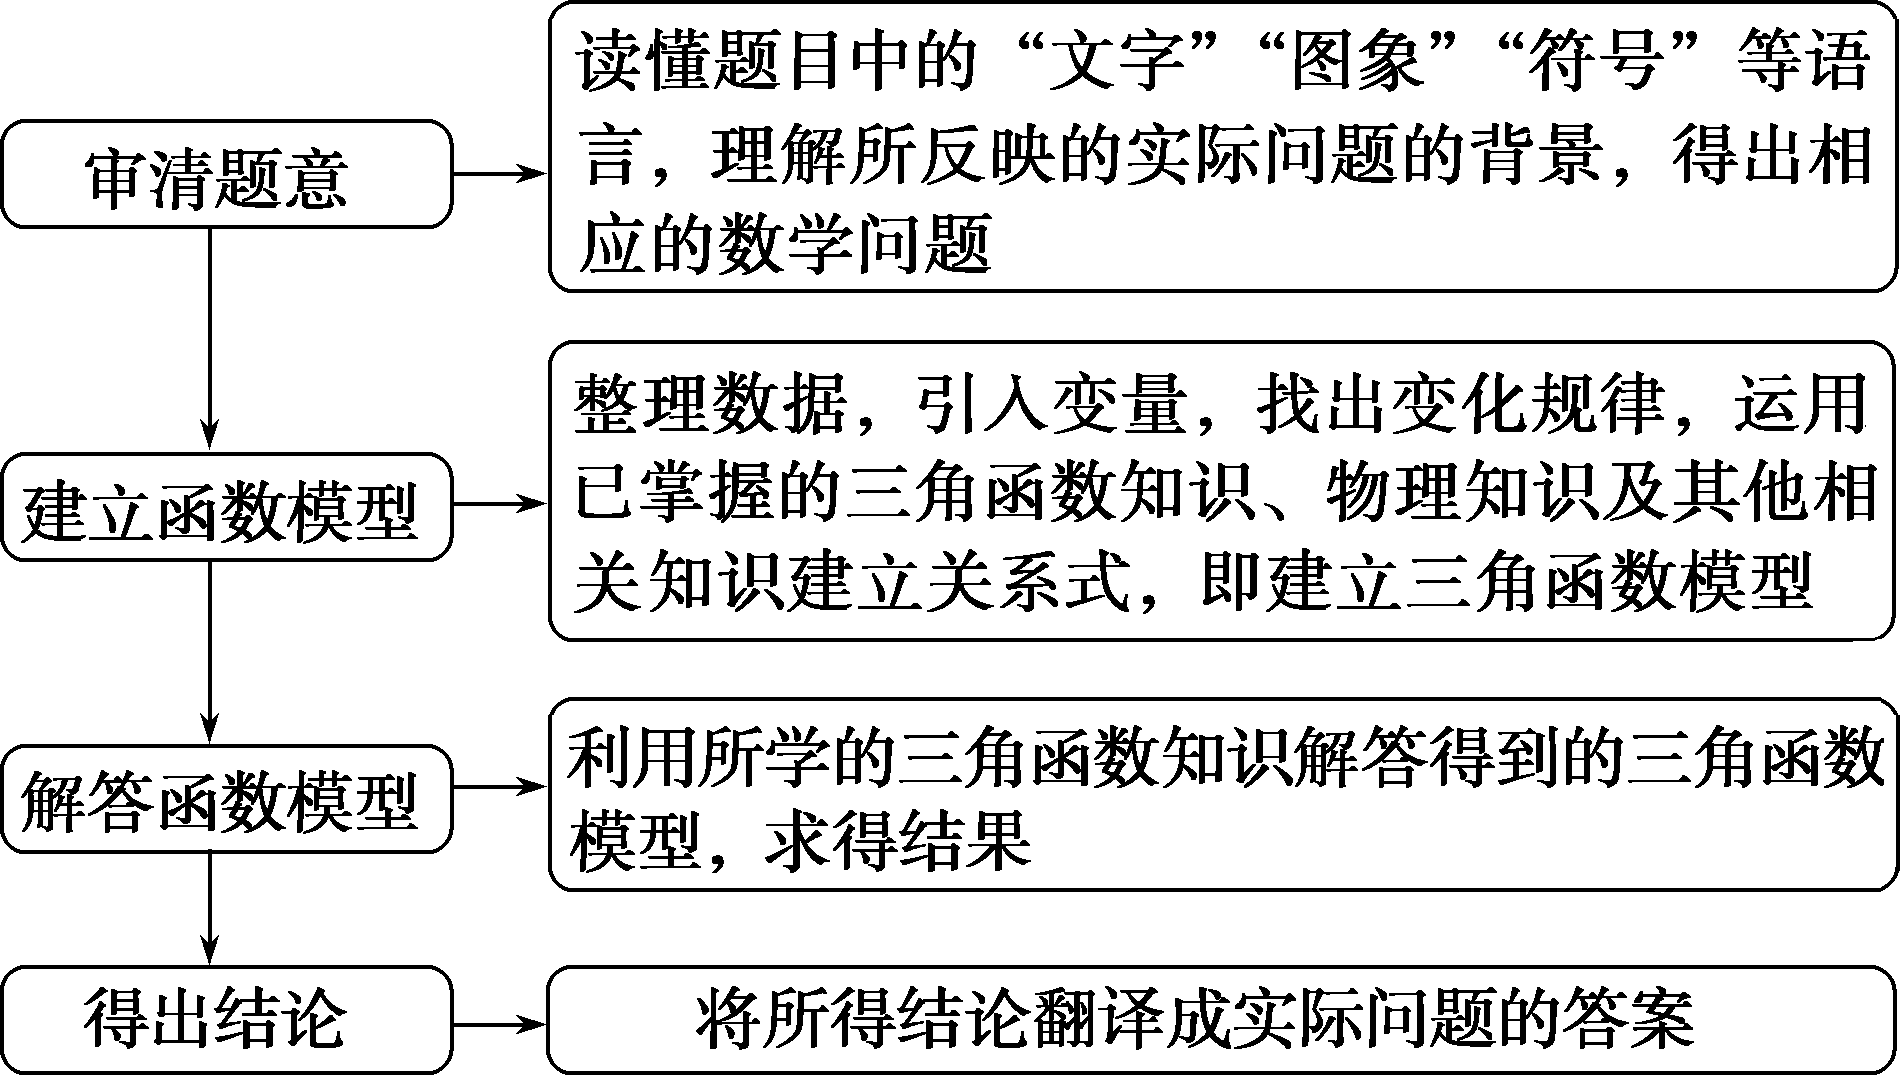 审清题意
读懂题目中的“文字”“图象”“符号”等语
言，理解所反映的实际问题的背景，得出相
应的数学问题
建立函数模型
整理数据，引入变量，找出变化规律，运用
已掌握的三角函数知识、物理知识及其他相
关知识建立关系式，即建立三角函数模型
解答函数模型
利用所学的三角函数知识解答得到的三角函数
模型，求得结果
得出结论
将所得结论翻译成实际问题的答案